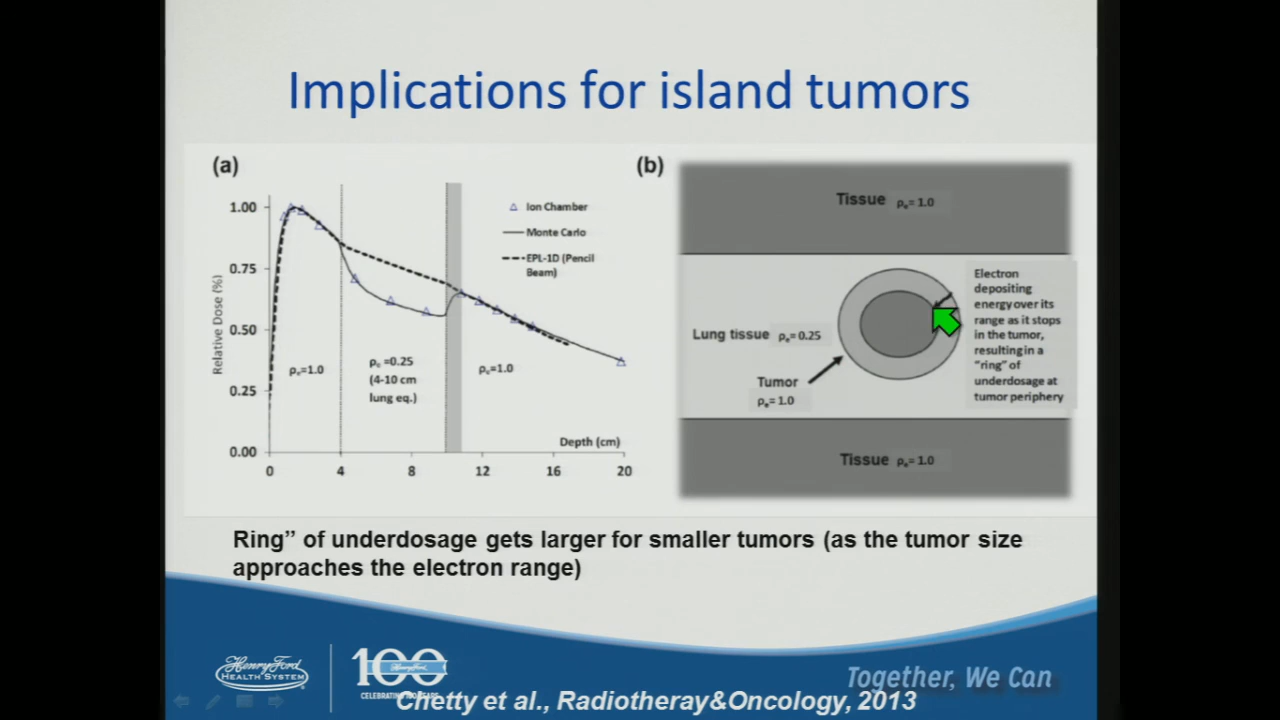 Implications for island tumors
(a)
Relative Dose (%)
1.00
0.75
0.50
0.25
0.00
0
4
8
12
16
20
Depth (cm)
Ion Chamber
Monte Carlo
EPL-1D (Pencil
Beam)
ρe=1.0
ρe =0.25
(4-10 cm
lung eq.)
ρe=1.0
(b)
Tissue ρe= 1.0
Lung tissue ρe= 0.25
Tumor
ρe= 1.0
Electron
depositing
energy over its
range as it stops
in the tumor,
resulting in a
"ring" of
underdosage at
tumor periphery
Tissue ρe= 1.0
Ring” of underdosage gets larger for smaller tumors (as the tumor size
approaches the electron range)
Henry Ford
HEALTH SYSTEM
100
Henry Ford
CELEBRATING 100 YEARS
Together, We Can
Chetty et al., Radiotheray&Oncology, 2013